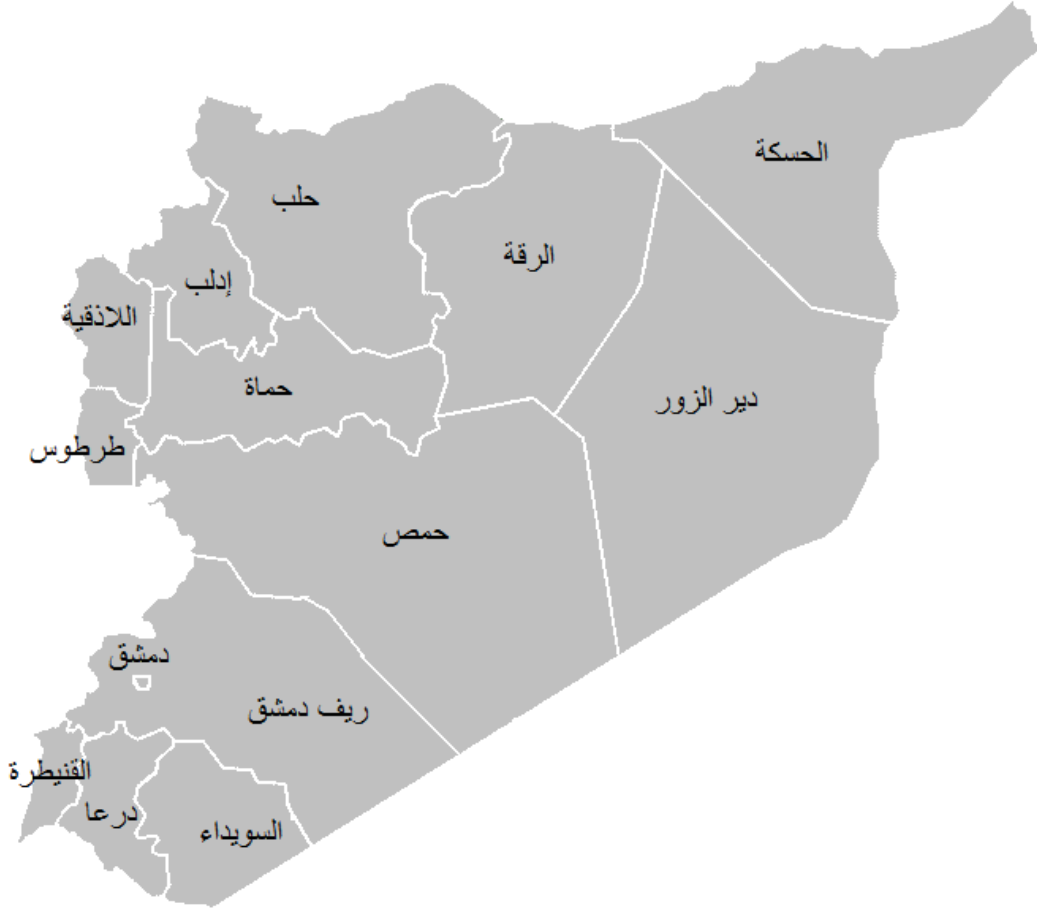 الحسكة
حلب
الرقة
إدلب
اللاذقية
حماة
دير الزور
طرطوس
حمص
دمشق
ريف دمشق
القنيطرة
درعا
السويداء